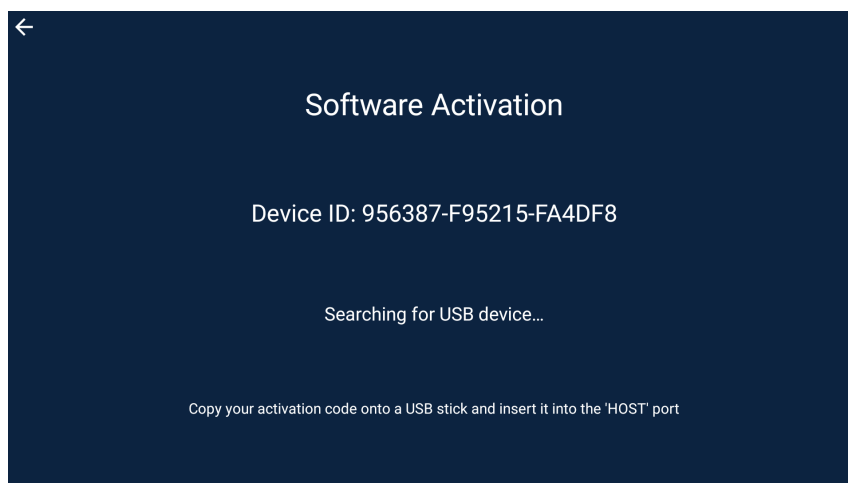 Software Activation
Device ID: 956387-F95215-FA4DF8
Searching for USB device...
Copy your activation code onto a USB stick and insert it into the 'HOST' port